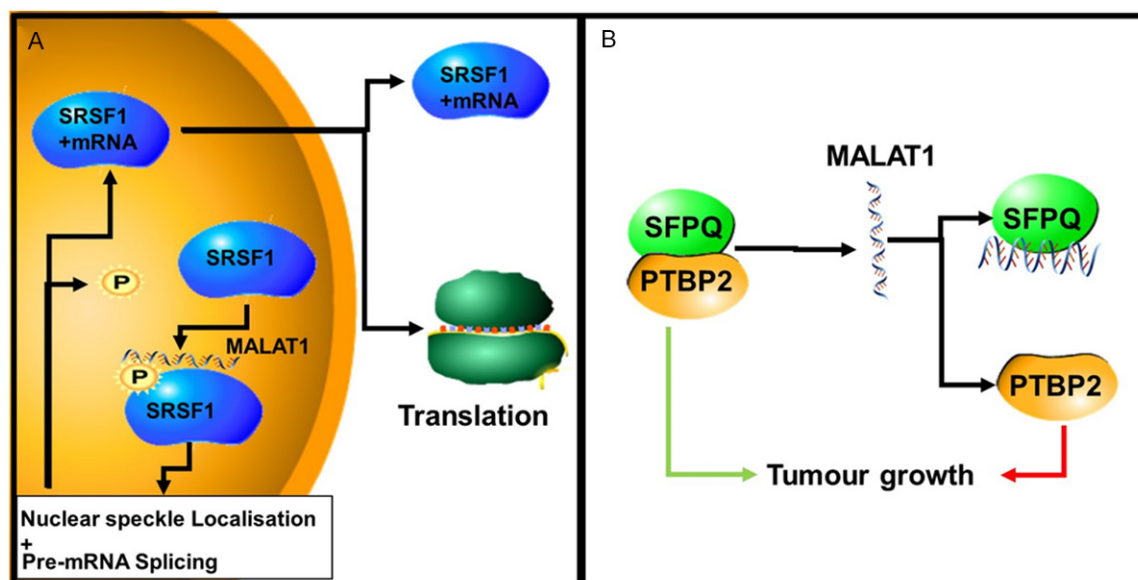 A
SRSF1
+mRNA
SRSF1
+mRNA
P
SRSF1
MALAT1
P
SRSF1
Translation
Nuclear speckle Localisation
+
Pre-mRNA Splicing
B
MALAT1
SFPQ
PTBP2
SFPQ
PTBP2
Tumour growth